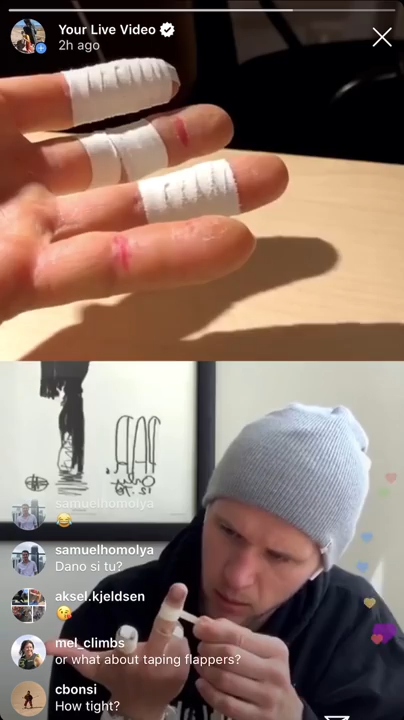 Your Live Video
2h ago
samuelhomolya
😂
samuelhomolya
Dano si tu?
aksel.kjeldsen
😘
mel_climbs
or what about taping flappers?
cbonsi
How tight?